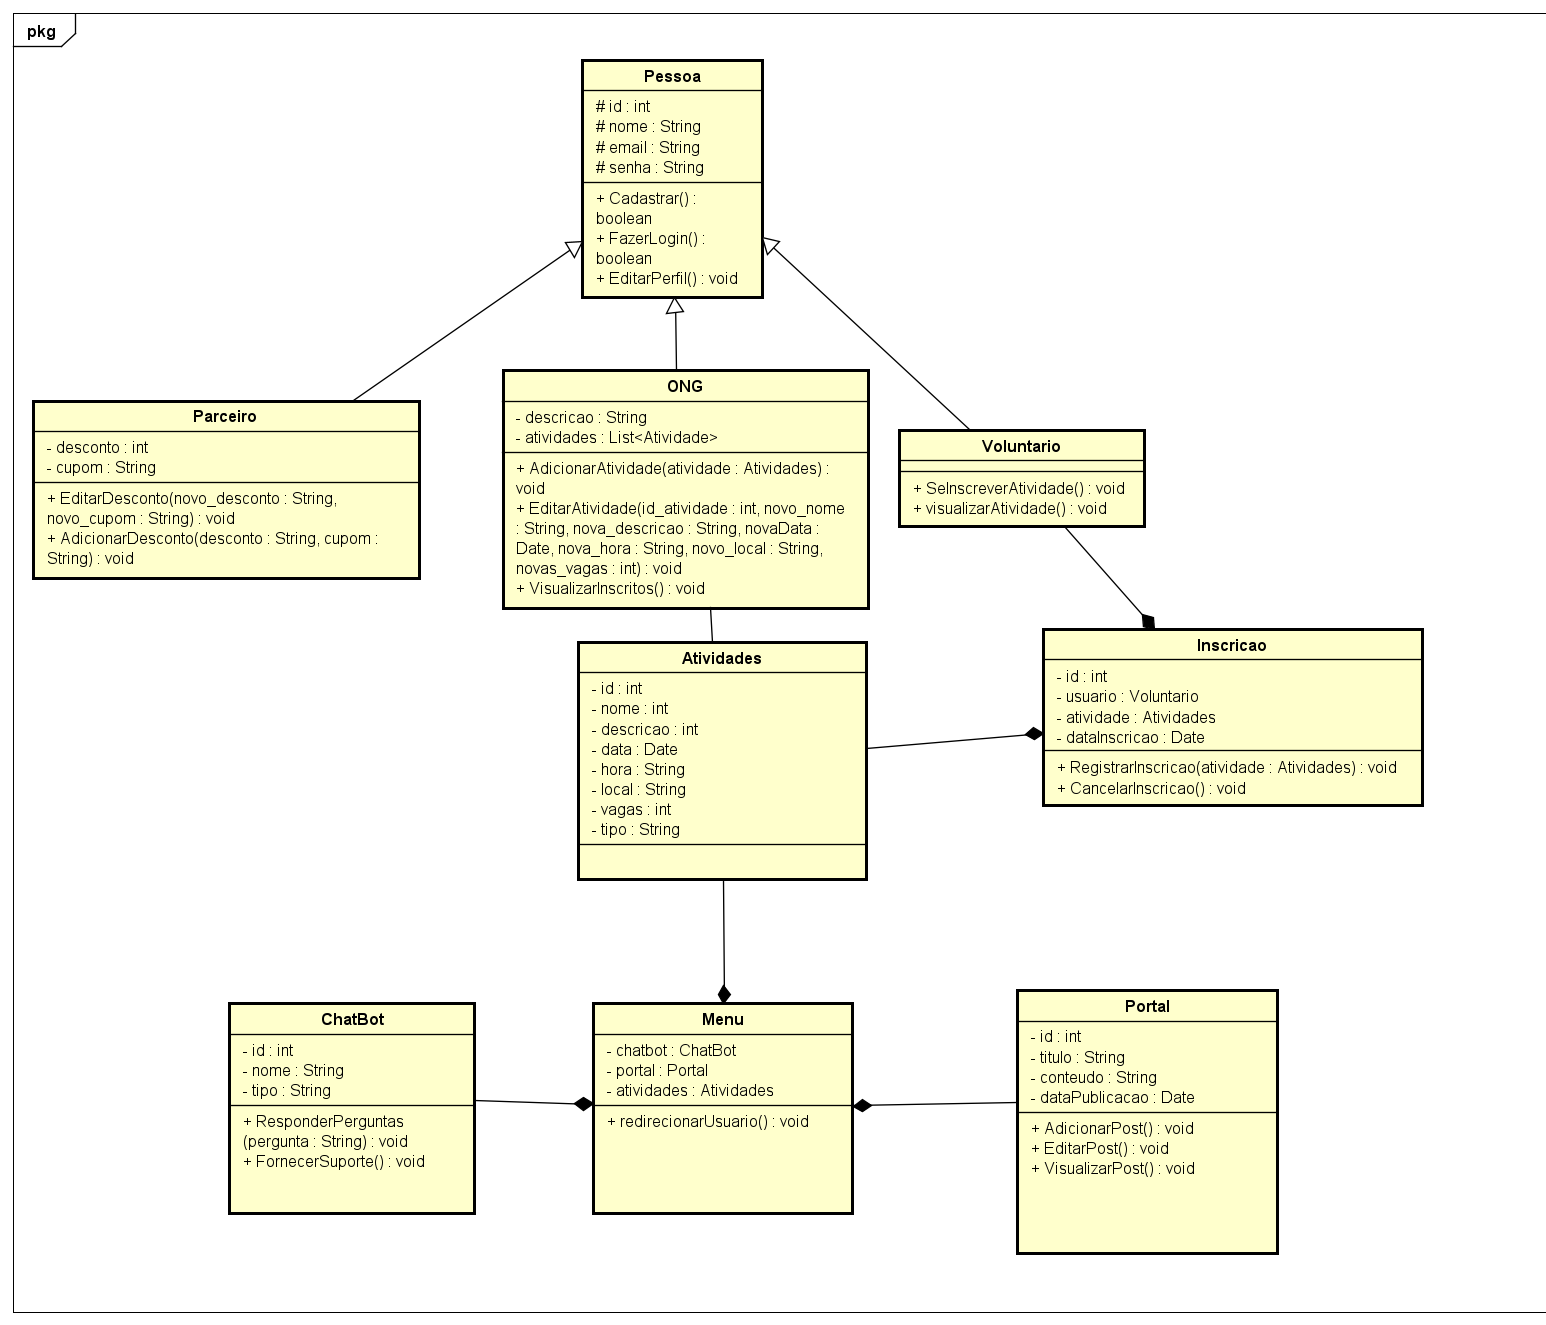 pkg
Pessoa
# id : int
# nome : String
# email : String
# senha : String
+ Cadastrar() :
boolean
+ FazerLogin() :
boolean
+ EditarPerfil() : void
Parceiro
- desconto : int
- cupom : String
+ EditarDesconto(novo_desconto : String,
novo_cupom : String) : void
+ AdicionarDesconto(desconto : String, cupom :
String) : void
ONG
- descricao : String
- atividades : List<Atividade>
+ AdicionarAtividade(atividade : Atividades) :
void
+ EditarAtividade(id_atividade : int, novo_nome
: String, nova_descricao : String, novaData :
Date, nova_hora : String, novo_local : String,
novas_vagas : int) : void
+ VisualizarInscritos() : void
Voluntario
+ SeInscreverAtividade() : void
+ visualizarAtividade() : void
Atividades
- id : int
- nome : int
- descricao : int
- data : Date
- hora : String
- local : String
- vagas : int
- tipo : String
Inscricao
- id : int
- usuario : Voluntario
- atividade : Atividades
- dataInscricao : Date
+ RegistrarInscricao(atividade : Atividades) : void
+ CancelarInscricao() : void
ChatBot
- id : int
- nome : String
- tipo : String
+ ResponderPerguntas
(pergunta : String) : void
+ FornecerSuporte() : void
Menu
- chatbot : ChatBot
- portal : Portal
- atividades : Atividades
+ redirecionarUsuario() : void
Portal
- id : int
- titulo : String
- conteudo : String
- dataPublicacao : Date
+ AdicionarPost() : void
+ EditarPost() : void
+ VisualizarPost() : void